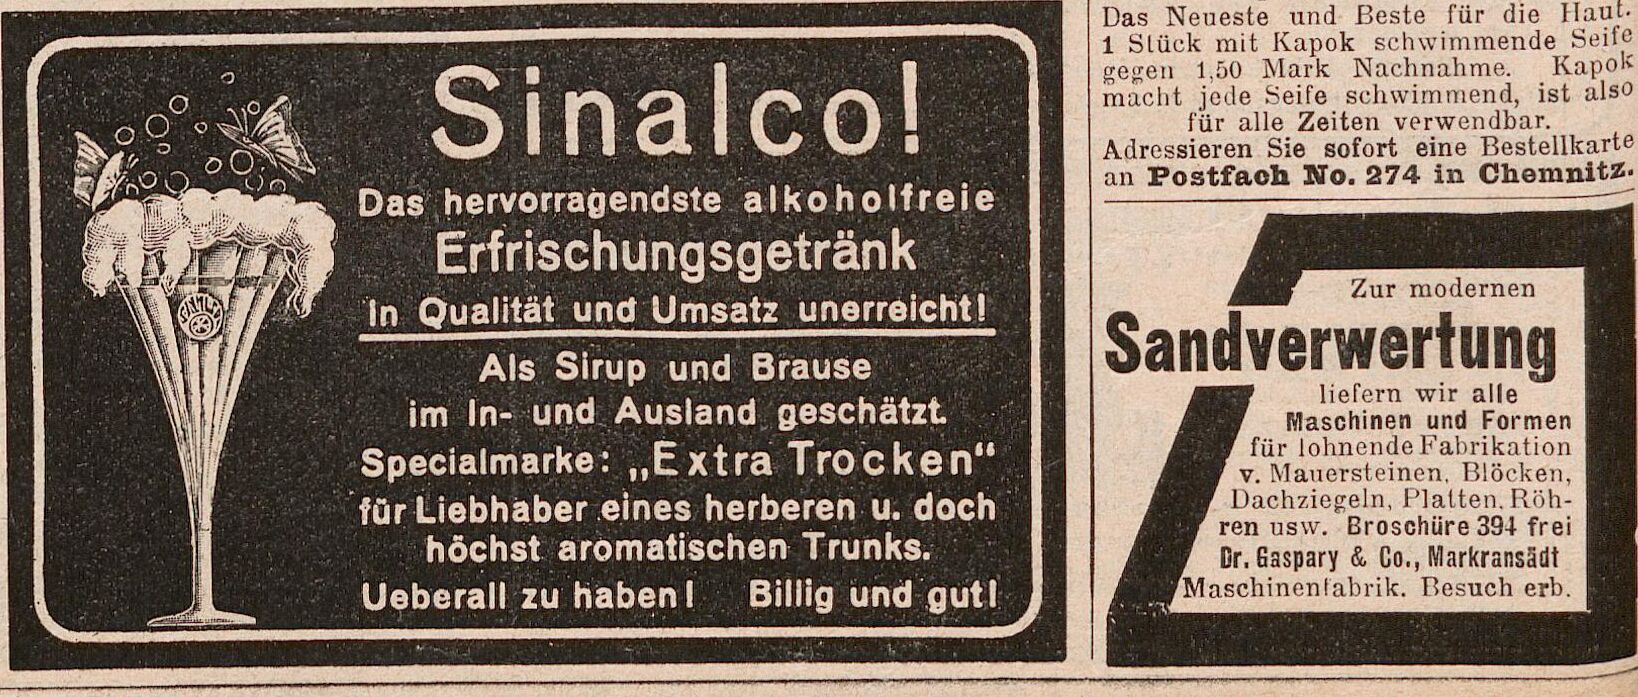 Sinalco!
Das hervorragendste alkoholfreie
Erfrischungsgetränk
in Qualität und Umsatz unerreicht!
Als Sirup und Brause
im In- und Ausland geschätzt.
Specialmarke: „Extra Trocken“
für Liebhaber eines herberen u. doch
höchst aromatischen Trunks.
Ueberall zu haben! Billig und gut!
Das Neueste und Beste für die Haut.
1 Stück mit Kapok schwimmende Seife
gegen 1,50 Mark Nachnahme. Kapok
macht jede Seife schwimmend, ist also
für alle Zeiten verwendbar.
Adressieren Sie sofort eine Bestellkarte
an Postfach No. 274 in Chemnitz.
Zur modernen
Sandverwertung
liefern wir alle
Maschinen und Formen
für lohnende Fabrikation
v. Mauersteinen, Blöcken,
Dachziegeln, Platten, Röh-
ren usw. Broschüre 394 frei
Dr. Gaspary & Co., Markransädt
Maschinenfabrik. Besuch erb.